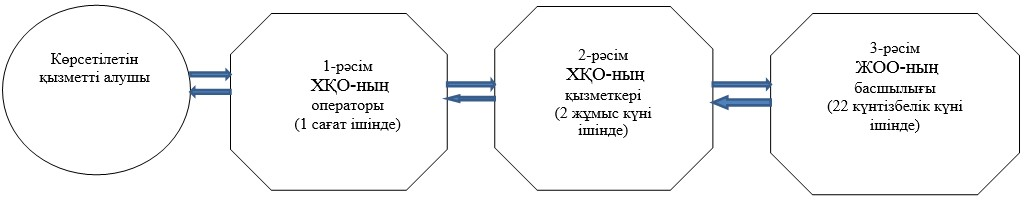 Көрсетілетін
қызметті алушы
1-рәсім
ХҚО-ның
операторы
(1 сағат ішінде)
2-рәсім
ХҚО-ның
қызметкері
(2 жұмыс күні
ішінде)
3-рәсім
ЖОО-ның
басшылығы
(22 күнтізбелік күні
ішінде)